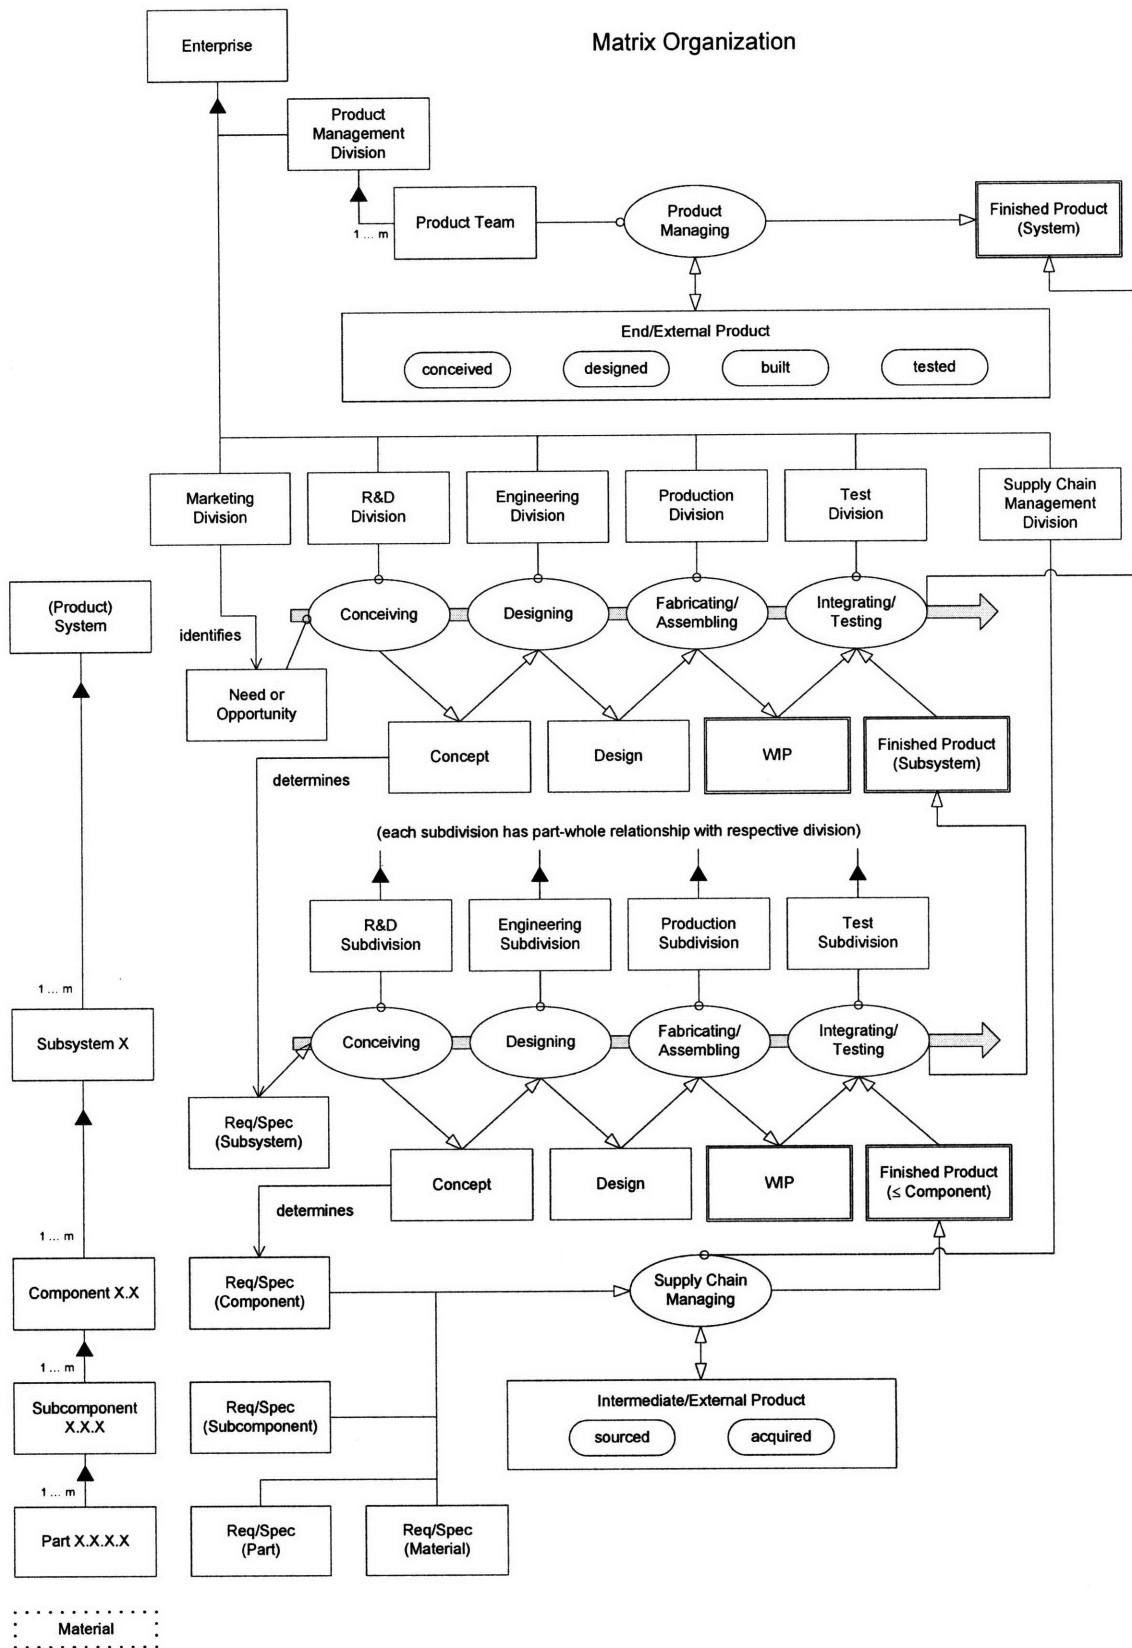 Matrix Organization
Enterprise
Product
Management
Division
1 ... m
Product Team
Product
Managing
Finished Product
(System)
End/External Product
conceived
designed
built
tested
Marketing
Division
R&D
Division
Engineering
Division
Production
Division
Test
Division
Supply Chain
Management
Division
(Product)
System
identifies
Conceiving
Designing
Fabricating/
Assembling
Integrating/
Testing
Need or
Opportunity
determines
Concept
Design
WIP
Finished Product
(Subsystem)
(each subdivision has part-whole relationship with respective division)
R&D
Subdivision
Engineering
Subdivision
Production
Subdivision
Test
Subdivision
1 ... m
Subsystem X
Conceiving
Designing
Fabricating/
Assembling
Integrating/
Testing
Req/Spec
(Subsystem)
determines
Concept
Design
WIP
Finished Product
(≤ Component)
1 ... m
Component X.X
Req/Spec
(Component)
Supply Chain
Managing
1 ... m
Subcomponent
X.X.X
Req/Spec
(Subcomponent)
Intermediate/External Product
sourced
acquired
1 ... m
Part X.X.X.X
Req/Spec
(Part)
Req/Spec
(Material)
Material